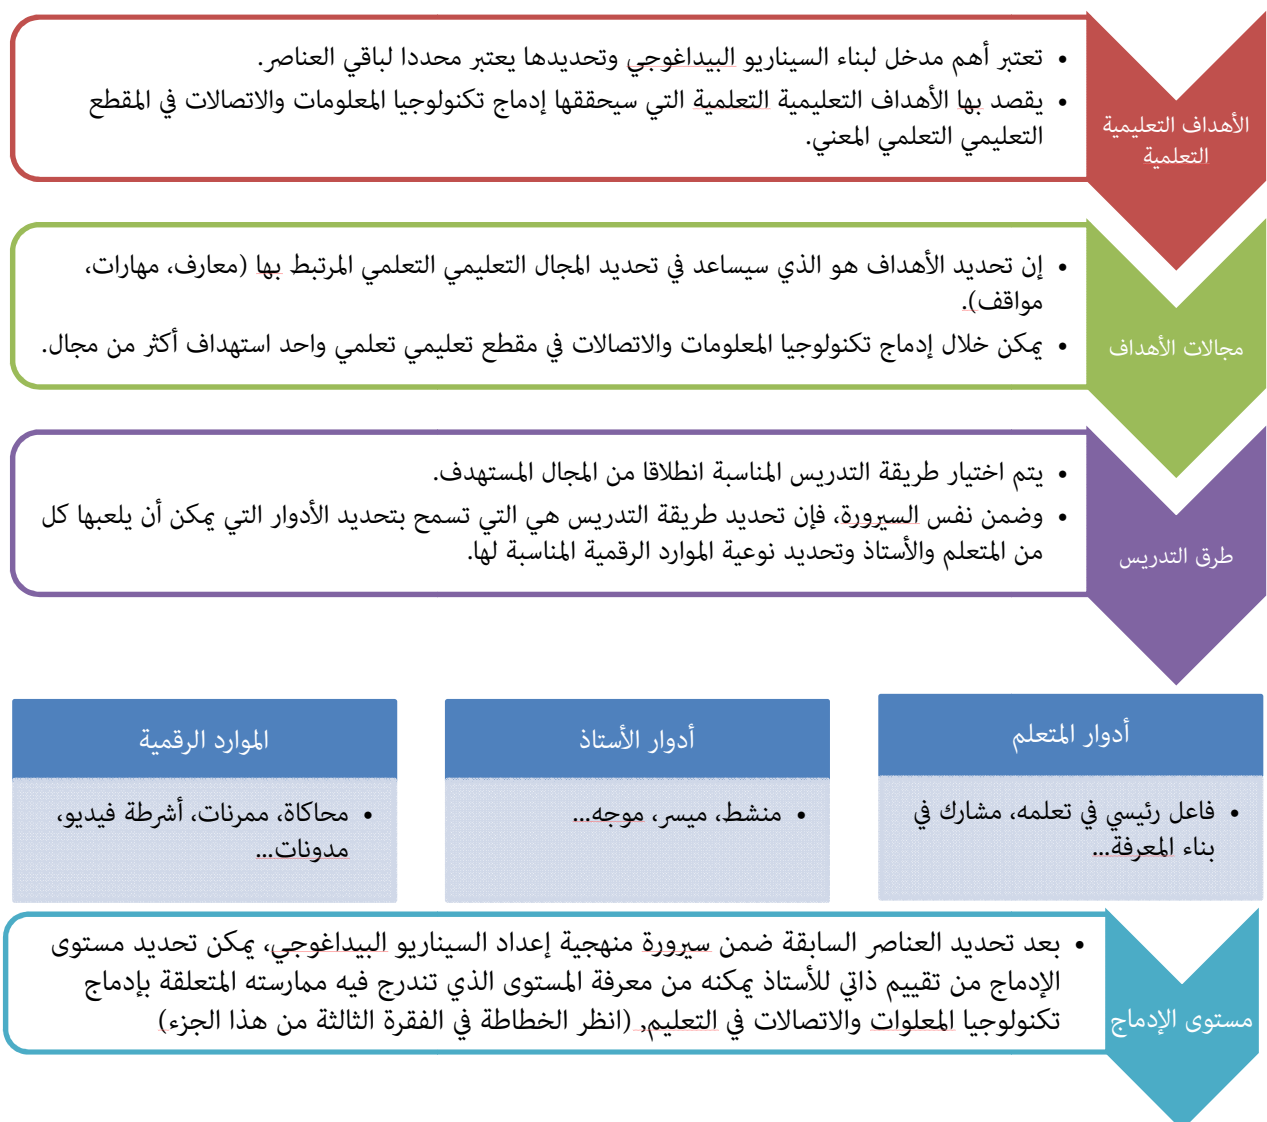 الأهداف التعليمية
التعلمية
• تعتبر أهم مدخل لبناء السيناريو البيداغوجي وتحديدها يعتبر محددا لباقي العناصر.
• يقصد بها الأهداف التعليمية التعلمية التي سيحققها إدماج تكنولوجيا المعلومات والاتصالات في المقطع
التعليمي التعلمي المعني.
مجالات الأهداف
• إن تحديد الأهداف هو الذي سيساعد في تحديد المجال التعليمي التعلمي المرتبط بها (معارف، مهارات،
مواقف).
• يمكن خلال إدماج تكنولوجيا المعلومات والاتصالات في مقطع تعليمي تعلمي واحد استهداف أكثر من مجال.
طرق التدريس
• يتم اختيار طريقة التدريس المناسبة انطلاقا من المجال المستهدف.
• وضمن نفس السيرورة، فإن تحديد طريقة التدريس هي التي تسمح بتحديد الأدوار التي يمكن أن يلعبها كل
من المتعلم والأستاذ وتحديد نوعية الموارد الرقمية المناسبة لها.
أدوار المتعلم
• فاعل رئيسي في تعلمه، مشارك في
بناء المعرفة...
أدوار الأستاذ
• منشط، ميسر، موجه...
الموارد الرقمية
• محاكاة، ممرنات، أشرطة فيديو،
مدونات...
مستوى الإدماج
• بعد تحديد العناصر السابقة ضمن سيرورة منهجية إعداد السيناريو البيداغوجي، يمكن تحديد مستوى
الإدماج من تقييم ذاتي للأستاذ يمكنه من معرفة المستوى الذي تندرج فيه ممارسته المتعلقة بإدماج
تكنولوجيا المعلوات والاتصالات في التعليم, (انظر الخطاطة في الفقرة الثالثة من هذا الجزء)